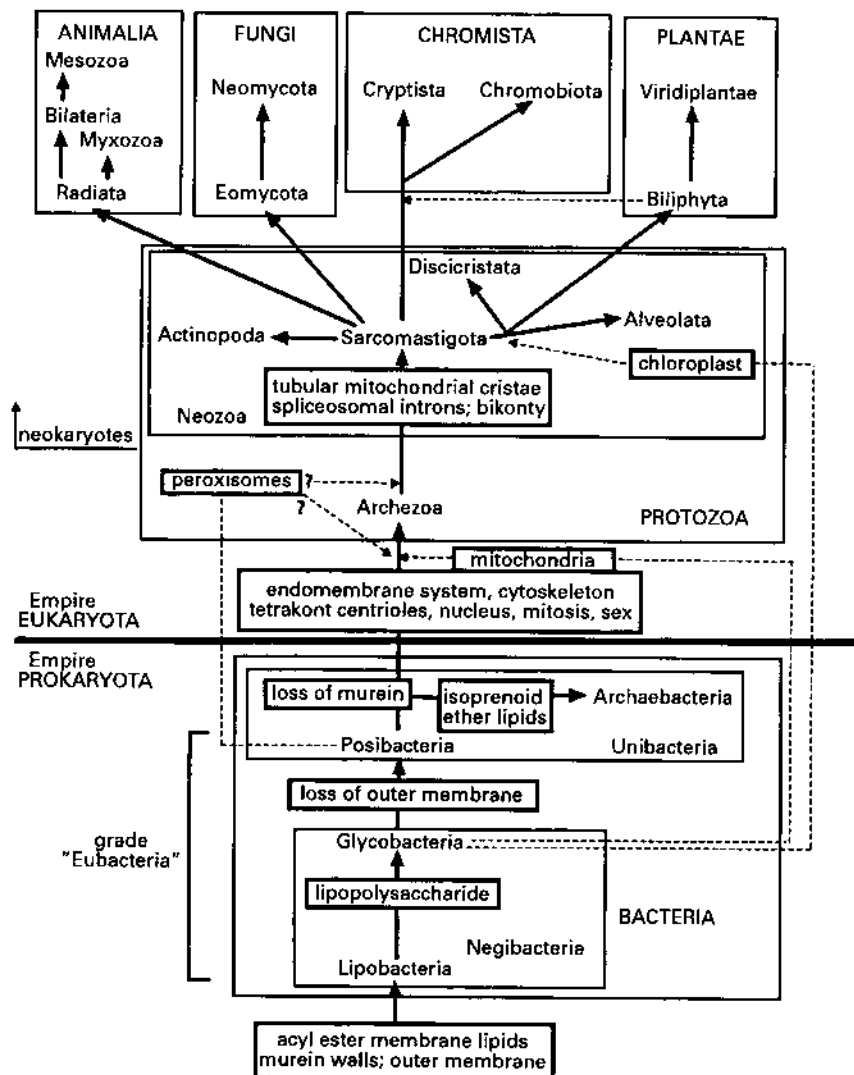 ANIMALIA
Mesozoa
Bilateria
Myxozoa
Radiata
FUNGI
Neomycota
Eomycota
CHROMISTA
Cryptista
Chromobiota
PLANTAE
Viridiplantae
Biliphyta
Discicristata
Actinopoda
Sarcomastigota
Alveolata
chloroplast
tubular mitochondrial cristae
spliceosomal introns; bikonty
Neozoa
neokaryotes
peroxisomes
?
?
Archezoa
PROTOZOA
mitochondria
endomembrane system, cytoskeleton
tetrakont centrioles, nucleus, mitosis, sex
Empire
EUKARYOTA
Empire
PROKARYOTA
loss of murein
isoprenoid
ether lipids
Archaebacteria
Posibacteria
Unibacteria
loss of outer membrane
grade
"Eubacteria"
Glycobacteria
lipopolysaccharide
BACTERIA
Negibacteria
Lipobacteria
acyl ester membrane lipids
murein walls; outer membrane